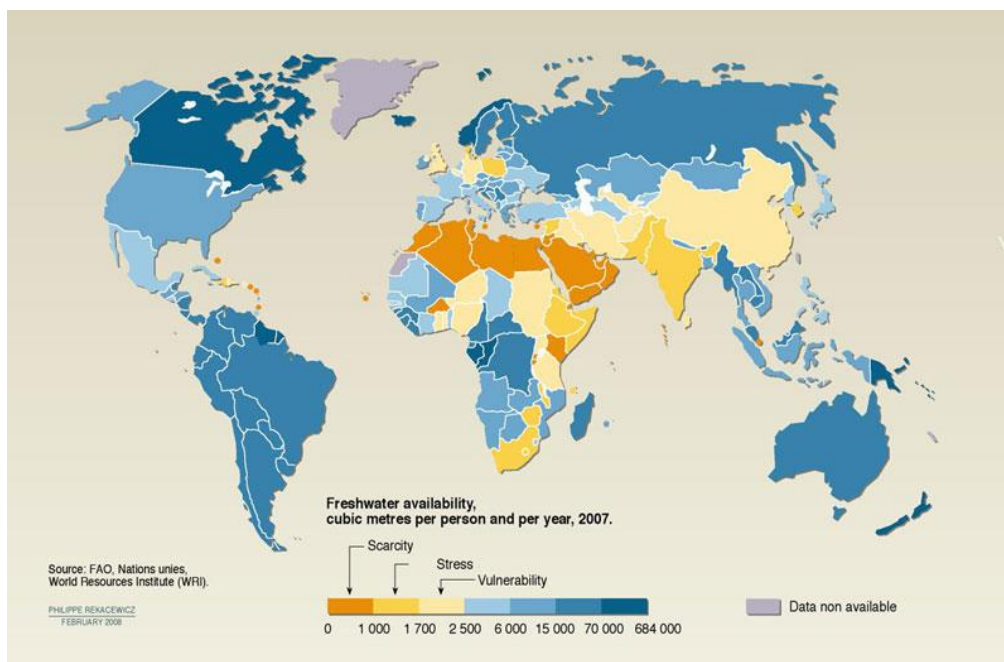 Freshwater availability,
cubic metres per person and per year, 2007.
Scarcity
Stress
Vulnerability
0 1 000 1 700 2 500 6 000 15 000 70 000 684 000
Data non available
Source: FAO, Nations unies,
World Resources Institute (WRI).
PHILIPPE REKACEWICZ
FEBRUARY 2008